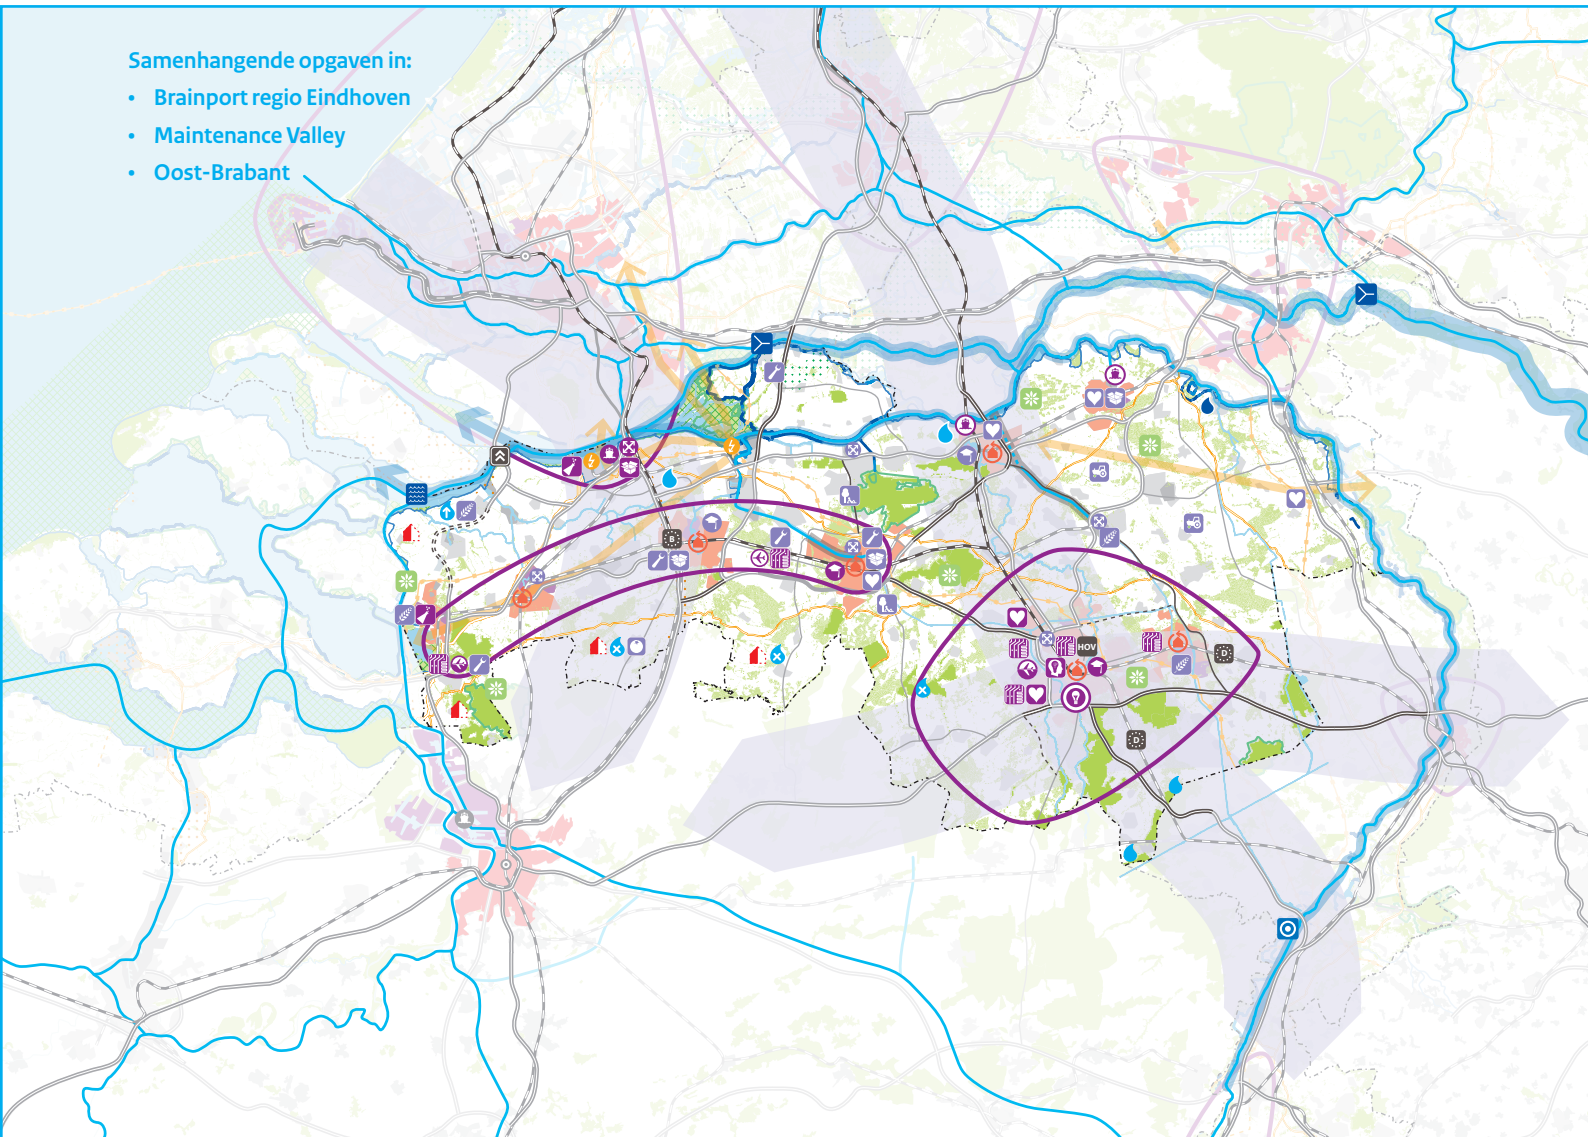 Samenhangende opgaven in:
• Brainport regio Eindhoven
• Maintenance Valley
• Oost-Brabant
D
HOV
D
D